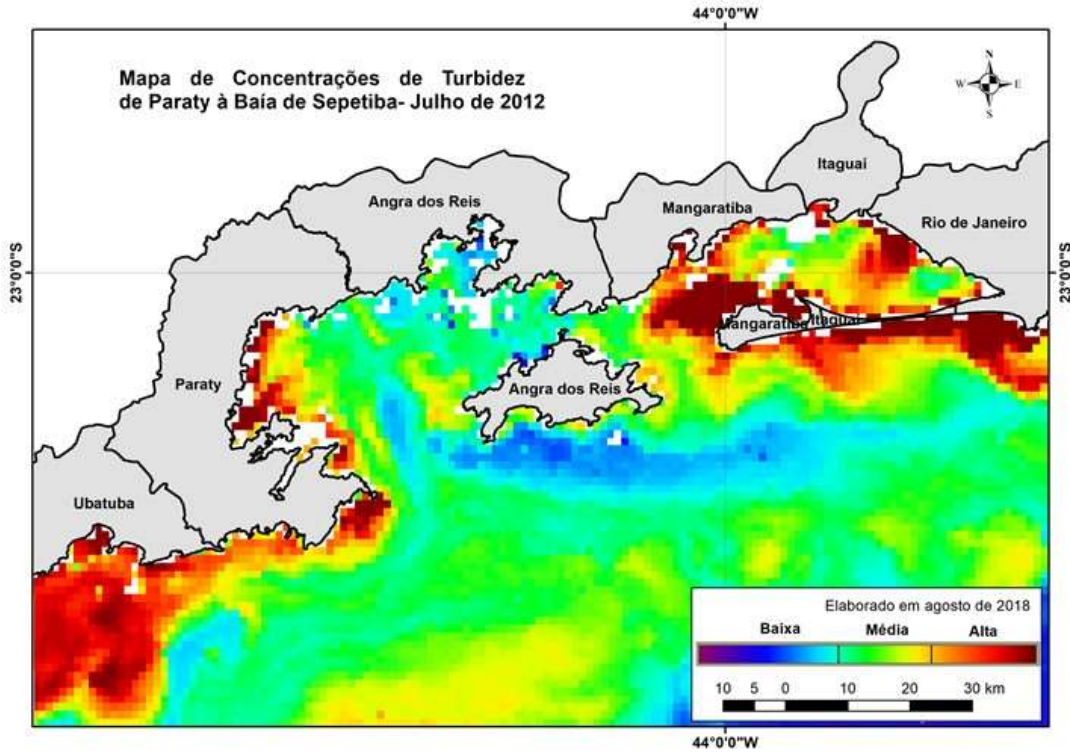 44°0'0"W
Mapa de Concentrações de Turbidez
de Paraty à Baía de Sepetiba- Julho de 2012
N
W E
S
Itaguai
Angra dos Reis
Mangaratiba
Rio de Janeiro
23°0'0"S
23°0'0"S
Mangaratiba
Itaguai
Paraty
Angra dos Reis
Ubatuba
Elaborado em agosto de 2018
Baixa Média Alta
10 5 0 10 20 30 km
44°0'0"W